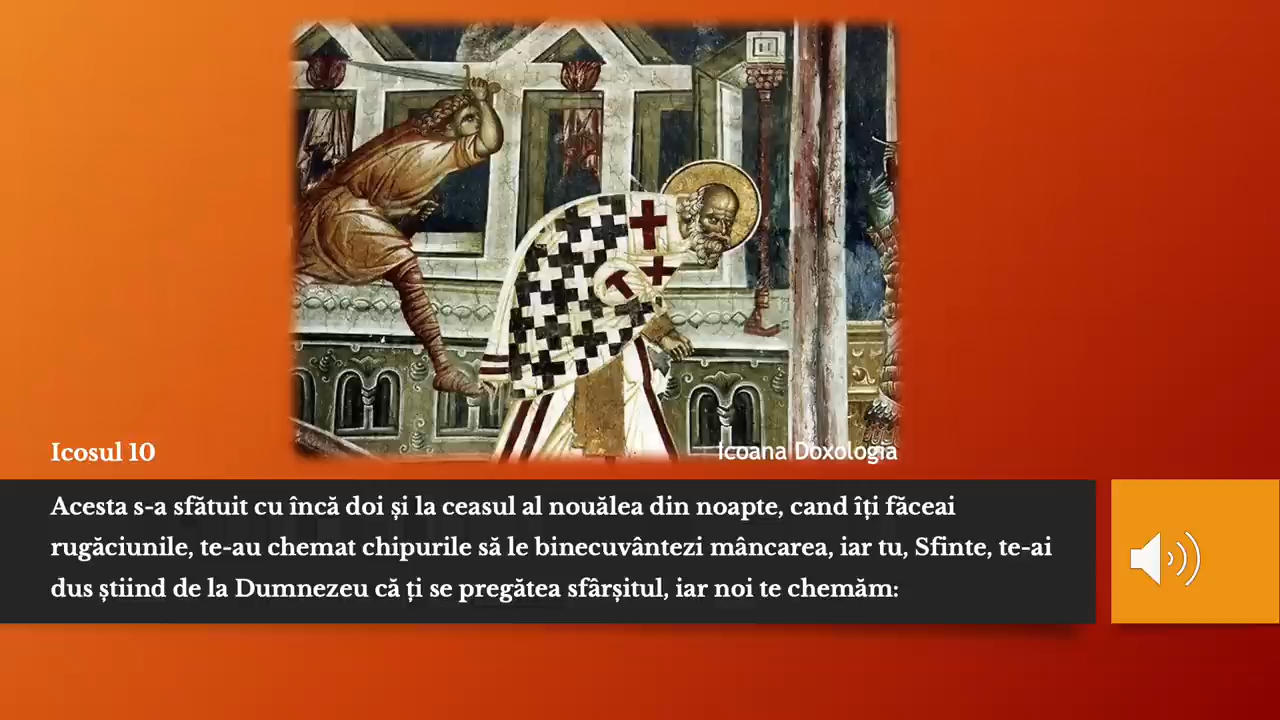 Icoana Doxologia
Icosul 10
Acesta s-a sfătuit cu încă doi și la ceasul al nouălea din noapte, cand îți făceai
rugăciunile, te-au chemat chipurile să le binecuvântezi mâncarea, iar tu, Sfinte, te-ai
dus știind de la Dumnezeu că ți se pregătea sfârșitul, iar noi te chemăm: